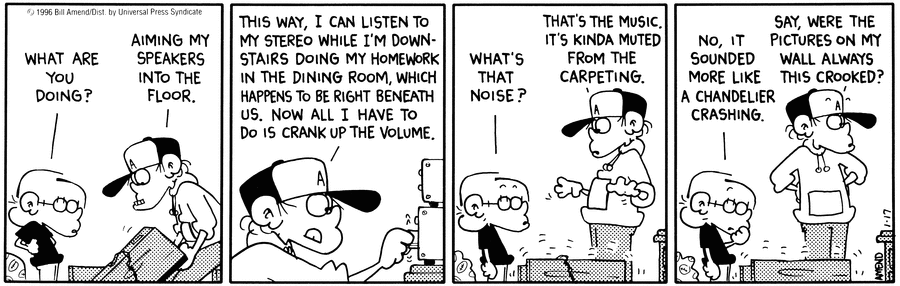 © 1996 Bill Amend/Dist. by Universal Press Syndicate
WHAT ARE
YOU
DOING?
AIMING MY
SPEAKERS
INTO THE
FLOOR.
THIS WAY, I CAN LISTEN TO
MY STEREO WHILE I'M DOWN-
STAIRS DOING MY HOMEWORK
IN THE DINING ROOM, WHICH
HAPPENS TO BE RIGHT BENEATH
US. NOW ALL I HAVE TO
DO IS CRANK UP THE VOLUME.
A
WHAT'S
THAT
NOISE?
THAT'S THE MUSIC.
IT'S KINDA MUTED
FROM THE
CARPETING.
A
NO, IT
SOUNDED
MORE LIKE
A CHANDELIER
CRASHING.
SAY, WERE THE
PICTURES ON MY
WALL ALWAYS
THIS CROOKED?
A
A
1-17
AMEND